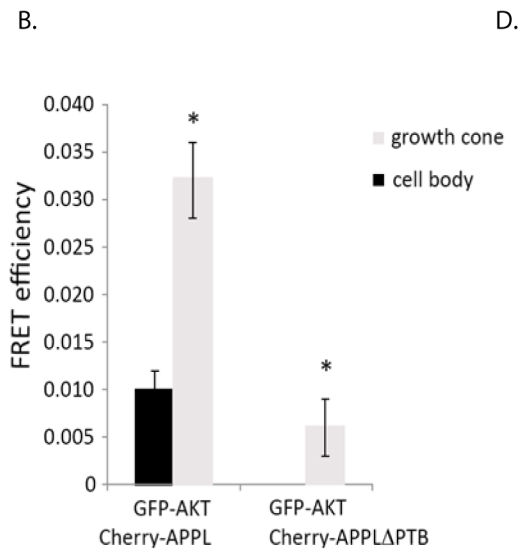 B.
D.
0.040
0.035
0.030
0.025
0.020
0.015
0.010
0.005
0
FRET efficiency
*
*
growth cone
cell body
GFP-AKT GFP-AKT
Cherry-APPL Cherry-APPLΔPTB